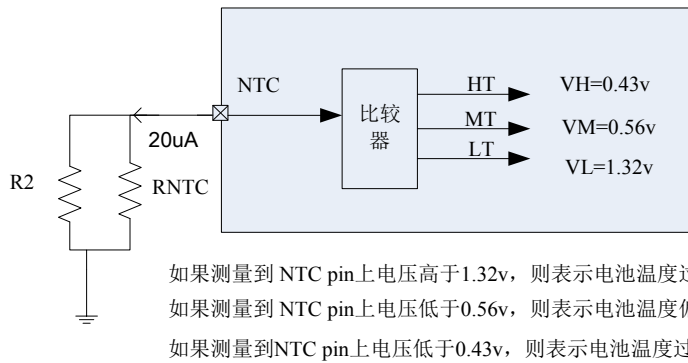 NTC
HT
VH=0.43v
比较
器
MT
VM=0.56v
20uA
LT
VL=1.32v
R2
RNTC
如果测量到 NTC pin上电压高于1.32v，则表示电池温度过
如果测量到 NTC pin上电压低于0.56v，则表示电池温度偏
如果测量到NTC pin上电压低于0.43v，则表示电池温度过